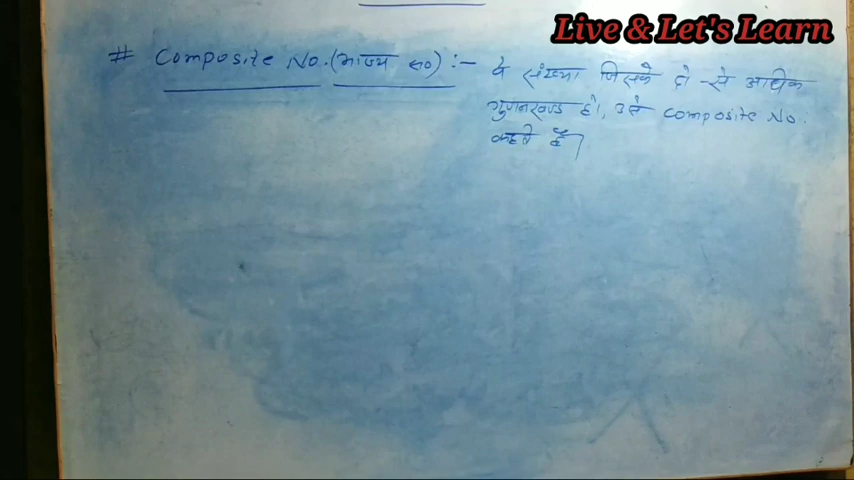 Live & Let's Learn
# Composite No. (भाज्य सं०) :- वे संख्या जिसके दो से अधिक
गुणनखण्ड हो, उसे composite No.
कहते हैं।